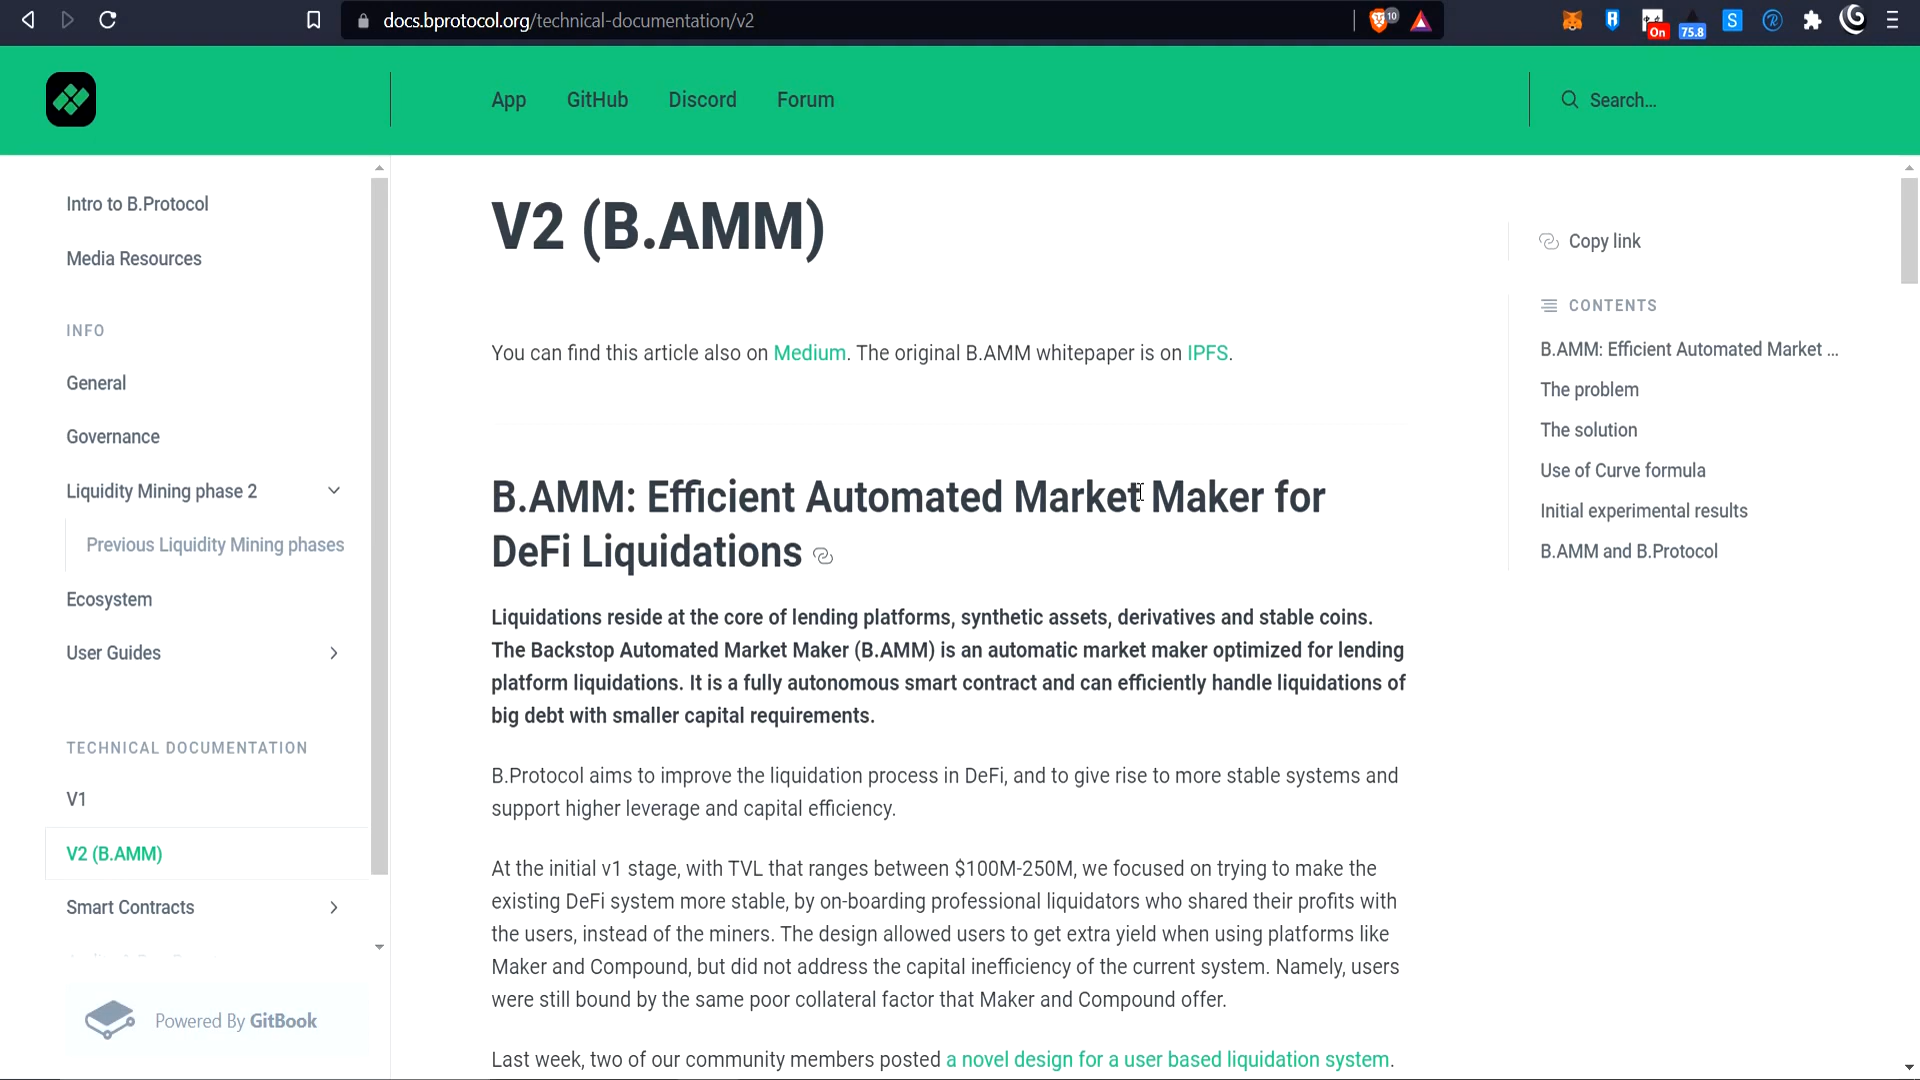 docs.bprotocol.org/technical-documentation/v2
10
On
75.8
S
App
GitHub
Discord
Forum
Search...
Intro to B.Protocol
Media Resources
INFO
General
Governance
Liquidity Mining phase 2
Previous Liquidity Mining phases
Ecosystem
User Guides
TECHNICAL DOCUMENTATION
V1
V2 (B.AMM)
Smart Contracts
Powered By GitBook
V2 (B.AMM)
You can find this article also on Medium. The original B.AMM whitepaper is on IPFS.
B.AMM: Efficient Automated Market Maker for
DeFi Liquidations
Liquidations reside at the core of lending platforms, synthetic assets, derivatives and stable coins.
The Backstop Automated Market Maker (B.AMM) is an automatic market maker optimized for lending
platform liquidations. It is a fully autonomous smart contract and can efficiently handle liquidations of
big debt with smaller capital requirements.
B.Protocol aims to improve the liquidation process in DeFi, and to give rise to more stable systems and
support higher leverage and capital efficiency.
At the initial v1 stage, with TVL that ranges between $100M-250M, we focused on trying to make the
existing DeFi system more stable, by on-boarding professional liquidators who shared their profits with
the users, instead of the miners. The design allowed users to get extra yield when using platforms like
Maker and Compound, but did not address the capital inefficiency of the current system. Namely, users
were still bound by the same poor collateral factor that Maker and Compound offer.
Last week, two of our community members posted a novel design for a user based liquidation system.
Copy link
CONTENTS
B.AMM: Efficient Automated Market ...
The problem
The solution
Use of Curve formula
Initial experimental results
B.AMM and B.Protocol